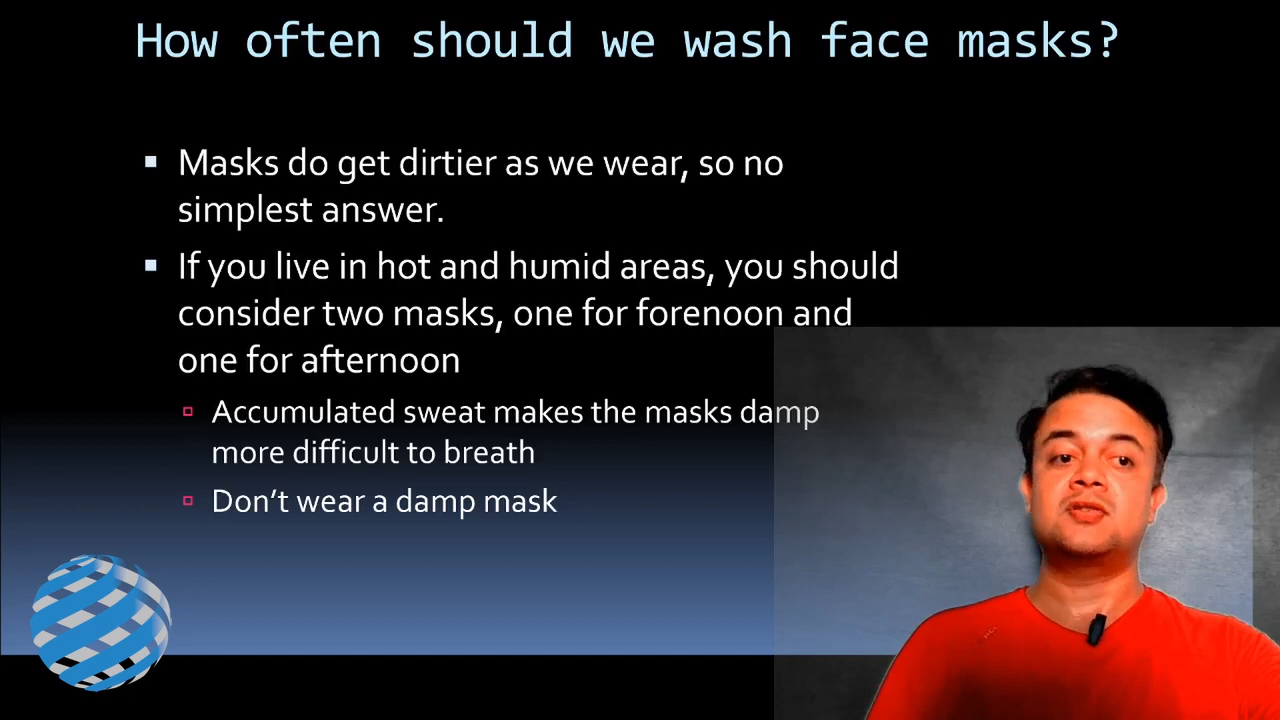 How often should we wash face masks?
Masks do get dirtier as we wear, so no
simplest answer.
If you live in hot and humid areas, you should
consider two masks, one for forenoon and
one for afternoon
Accumulated sweat makes the masks damp
more difficult to breath
Don’t wear a damp mask